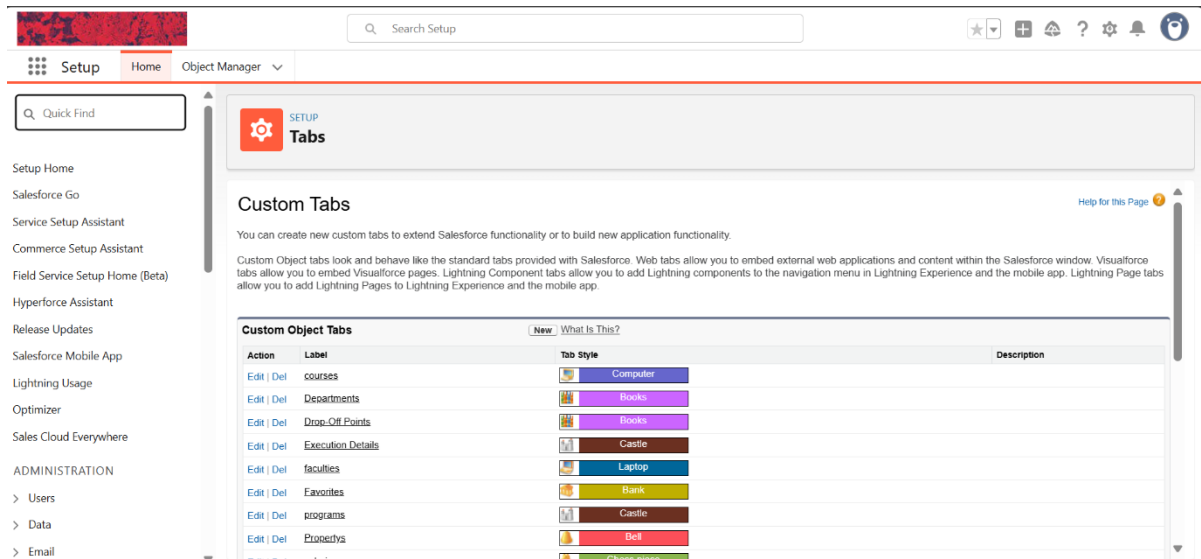 Search Setup
Setup
Home
Object Manager
Quick Find
Setup Home
Salesforce Go
Service Setup Assistant
Commerce Setup Assistant
Field Service Setup Home (Beta)
Hyperforce Assistant
Release Updates
Salesforce Mobile App
Lightning Usage
Optimizer
Sales Cloud Everywhere
ADMINISTRATION
Users
Data
Email
SETUP
Tabs
Custom Tabs
Help for this Page
You can create new custom tabs to extend Salesforce functionality or to build new application functionality.
Custom Object tabs look and behave like the standard tabs provided with Salesforce. Web tabs allow you to embed external web applications and content within the Salesforce window. Visualforce
tabs allow you to embed Visualforce pages. Lightning Component tabs allow you to add Lightning components to the navigation menu in Lightning Experience and the mobile app. Lightning Page tabs
allow you to add Lightning Pages to Lightning Experience and the mobile app.
Custom Object Tabs New What Is This?
Action Label Tab Style Description
Edit | Del courses Computer
Edit | Del Departments Books
Edit | Del Drop-Off Points Books
Edit | Del Execution Details Castle
Edit | Del faculties Laptop
Edit | Del Favorites Bank
Edit | Del programs Castle
Edit | Del Propertys Bell